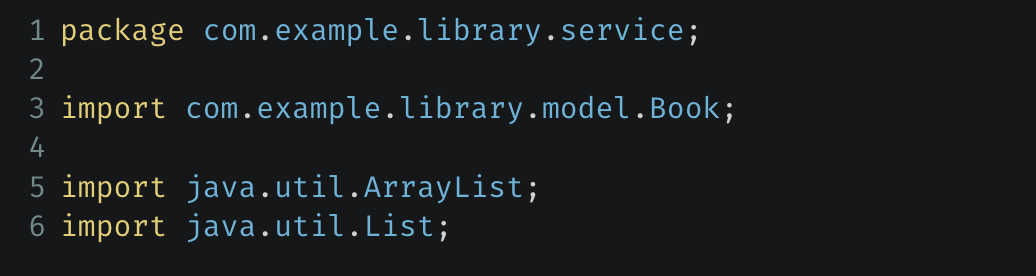 1 package com.example.library.service;
2
3 import com.example.library.model.Book;
4
5 import java.util.ArrayList;
6 import java.util.List;